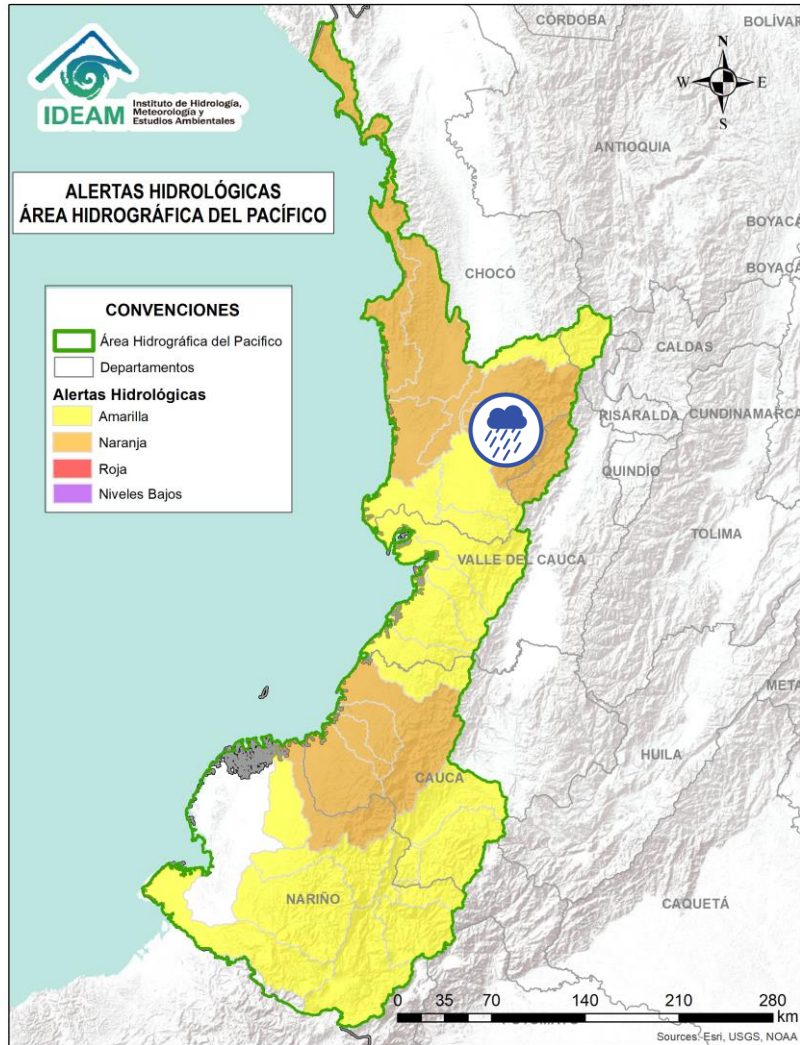 CÓRDOBA
BOLÍVAR
N
W E
S
IDEAM
Instituto de Hidrología,
Meteorología y
Estudios Ambientales
ANTIOQUIA
ALERTAS HIDROLÓGICAS
ÁREA HIDROGRÁFICA DEL PACÍFICO
BOYACÁ
BOYACÁ
CHOCÓ
CONVENCIONES
Área Hidrográfica del Pacifico
Departamentos
Alertas Hidrológicas
Amarilla
Naranja
Roja
Niveles Bajos
CALDAS
RISARALDA
CUNDINAMARCA
QUINDÍO
TOLIMA
VALLE DEL CAUCA
META
HUILA
CAUCA
NARIÑO
CAQUETÁ
0 35 70 140 210 280
km
Sources: Esri, USGS, NOAA